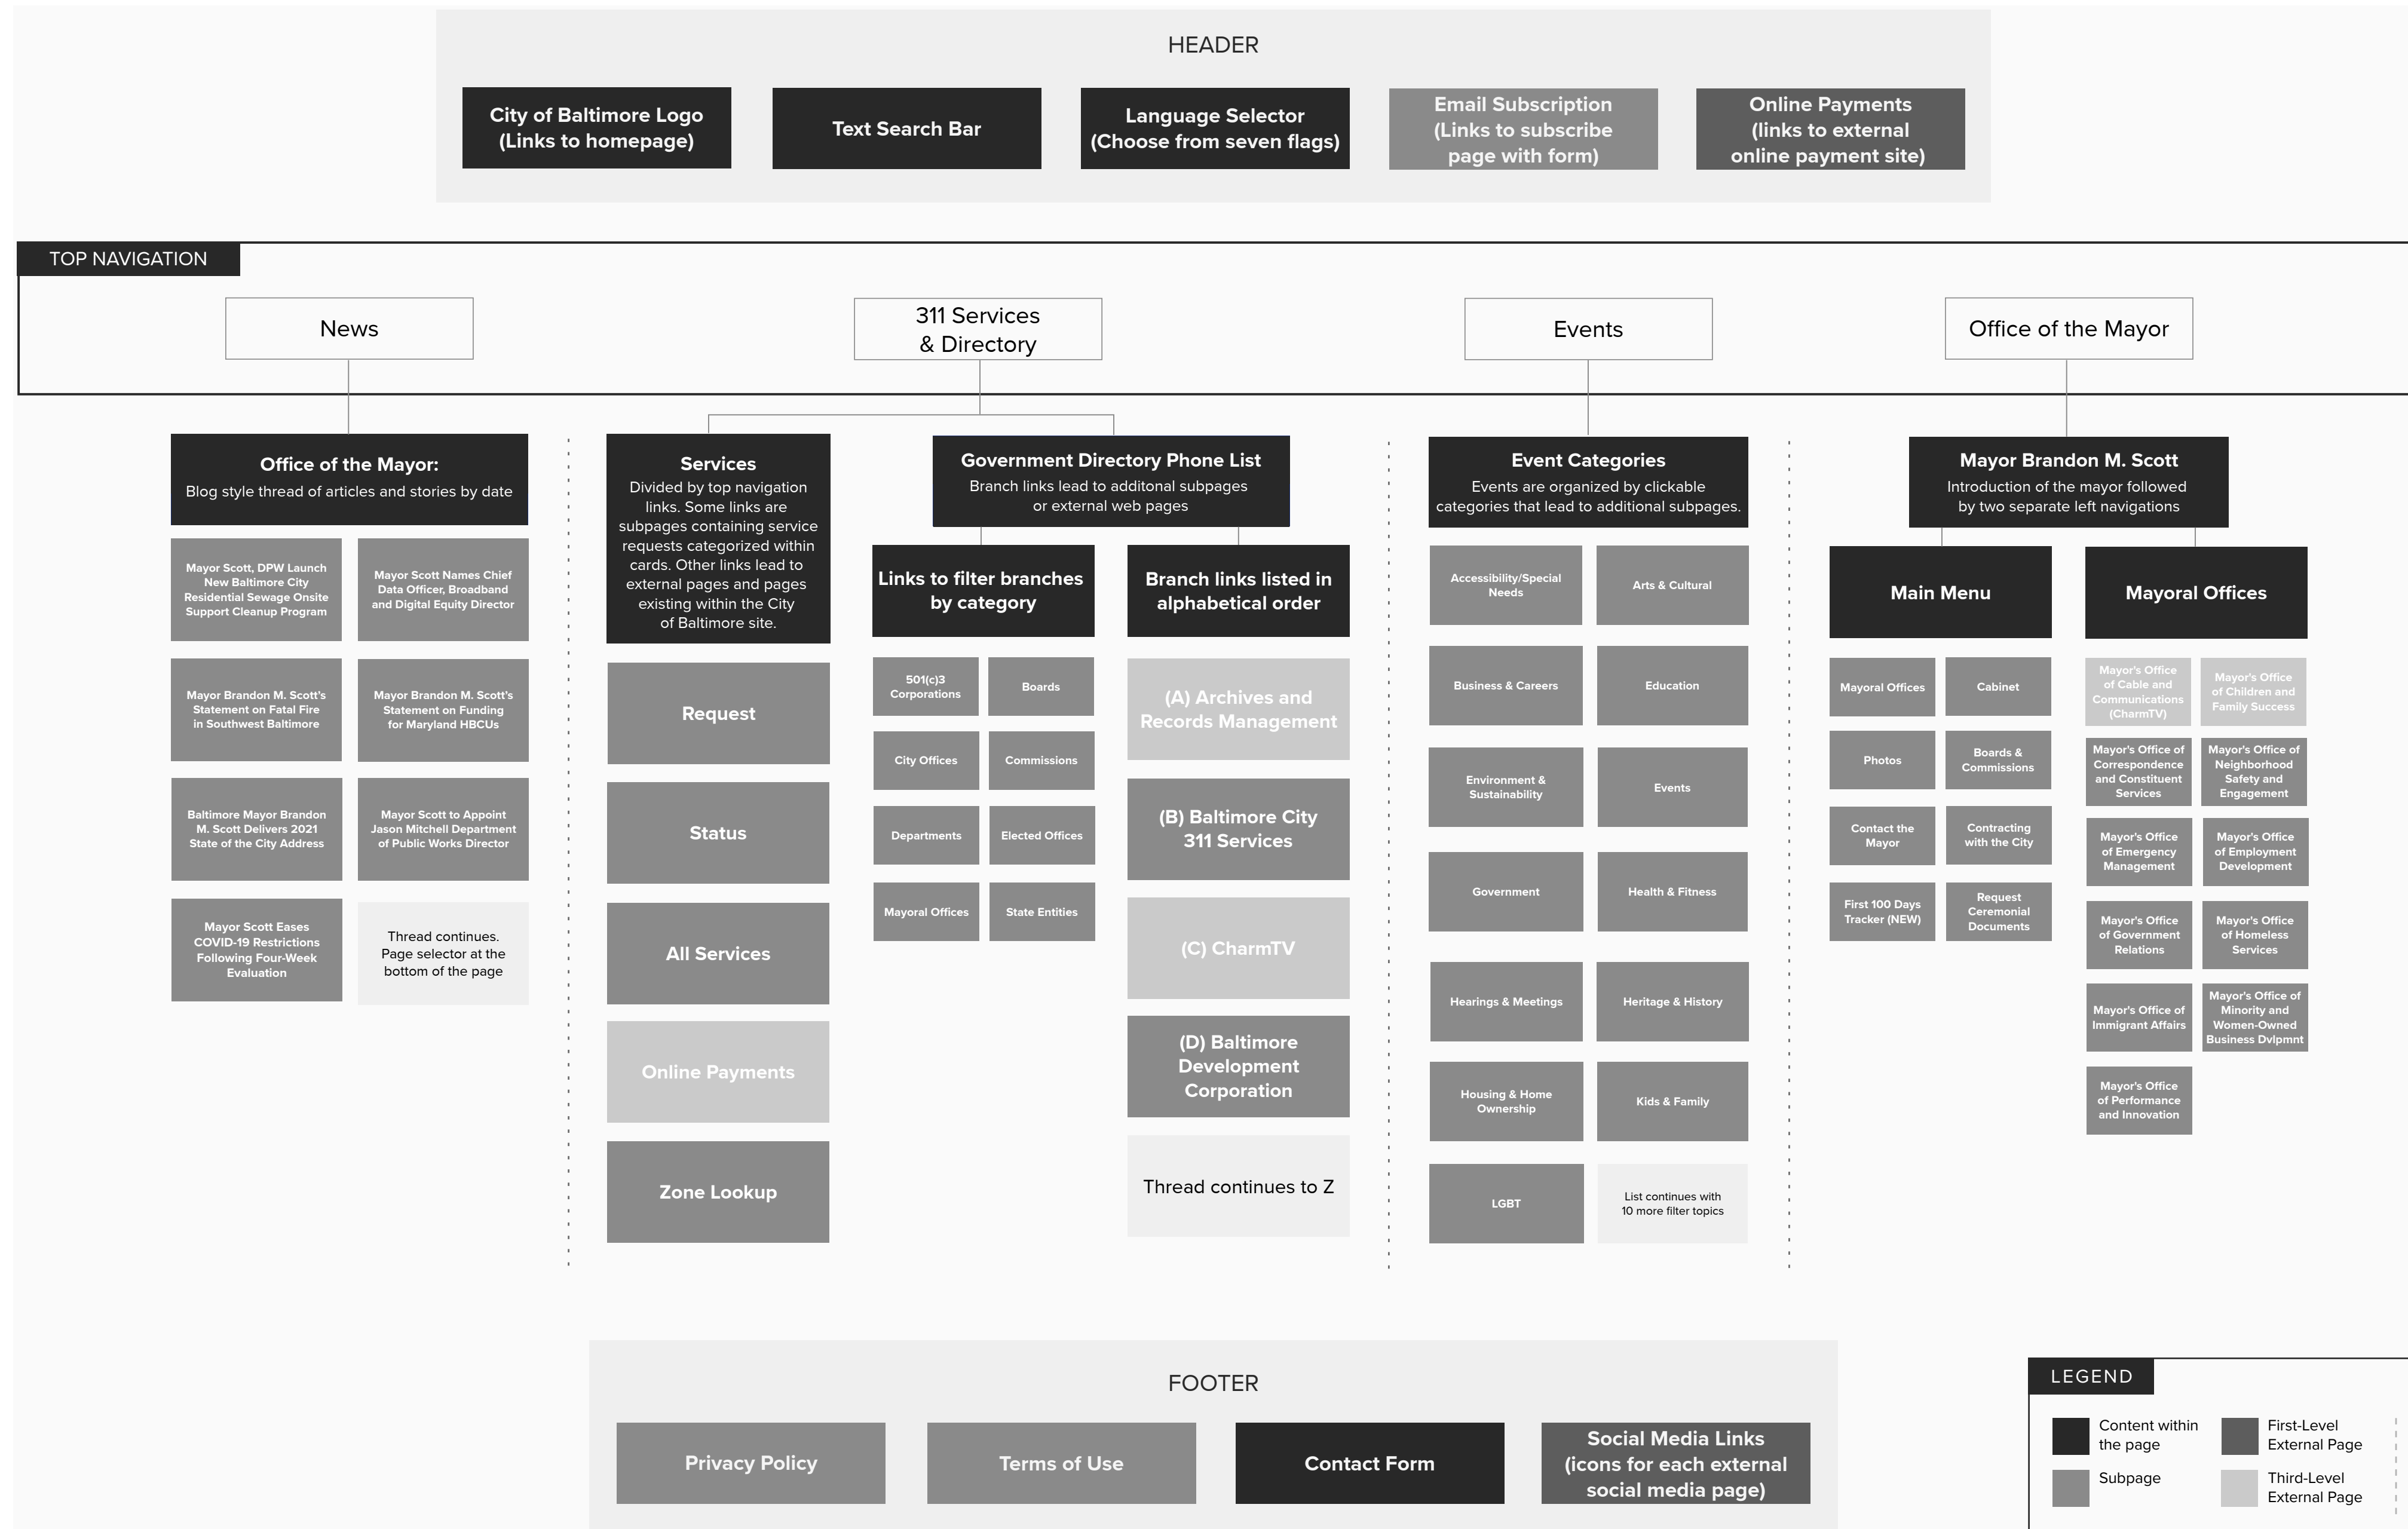 HEADER
City of Baltimore Logo
(Links to homepage)
Text Search Bar
Language Selector
(Choose from seven flags)
Email Subscription
(Links to subscribe
page with form)
Online Payments
(links to external
online payment site)
TOP NAVIGATION
News
311 Services
& Directory
Events
Office of the Mayor
Office of the Mayor:
Blog style thread of articles and stories by date
Mayor Scott, DPW Launch
New Baltimore City
Residential Sewage Onsite
Support Cleanup Program
Mayor Scott Names Chief
Data Officer, Broadband
and Digital Equity Director
Mayor Brandon M. Scott's
Statement on Fatal Fire
in Southwest Baltimore
Mayor Brandon M. Scott's
Statement on Funding
for Maryland HBCUs
Baltimore Mayor Brandon
M. Scott Delivers 2021
State of the City Address
Mayor Scott to Appoint
Jason Mitchell Department
of Public Works Director
Mayor Scott Eases
COVID-19 Restrictions
Following Four-Week
Evaluation
Thread continues.
Page selector at the
bottom of the page
Services
Divided by top navigation
links. Some links are
subpages containing service
requests categorized within
cards. Other links lead to
external pages and pages
existing within the City
of Baltimore site.
Request
Status
All Services
Online Payments
Zone Lookup
Government Directory Phone List
Branch links lead to additonal subpages
or external web pages
Links to filter branches
by category
501(c)3
Corporations
Boards
City Offices
Commissions
Departments
Elected Offices
Mayoral Offices
State Entities
Branch links listed in
alphabetical order
(A) Archives and
Records Management
(B) Baltimore City
311 Services
(C) CharmTV
(D) Baltimore
Development
Corporation
Thread continues to Z
Event Categories
Events are organized by clickable
categories that lead to additional subpages.
Accessibility/Special
Needs
Arts & Cultural
Business & Careers
Education
Environment &
Sustainability
Events
Government
Health & Fitness
Hearings & Meetings
Heritage & History
Housing & Home
Ownership
Kids & Family
LGBT
List continues with
10 more filter topics
Mayor Brandon M. Scott
Introduction of the mayor followed
by two separate left navigations
Main Menu
Mayoral Offices
Cabinet
Photos
Boards &
Commissions
Contact the
Mayor
Contracting
with the City
First 100 Days
Tracker (NEW)
Request
Ceremonial
Documents
Mayoral Offices
Mayor's Office
of Cable and
Communications
(CharmTV)
Mayor's Office
of Children and
Family Success
Mayor's Office of
Correspondence
and Constituent
Services
Mayor's Office of
Neighborhood
Safety and
Engagement
Mayor's Office
of Emergency
Management
Mayor's Office
of Employment
Development
Mayor's Office
of Government
Relations
Mayor's Office
of Homeless
Services
Mayor's Office of
Immigrant Affairs
Mayor's Office of
Minority and
Women-Owned
Business Dvlpmnt
Mayor's Office
of Performance
and Innovation
FOOTER
Privacy Policy
Terms of Use
Contact Form
Social Media Links
(icons for each external
social media page)
LEGEND
Content within
the page
First-Level
External Page
Subpage
Third-Level
External Page